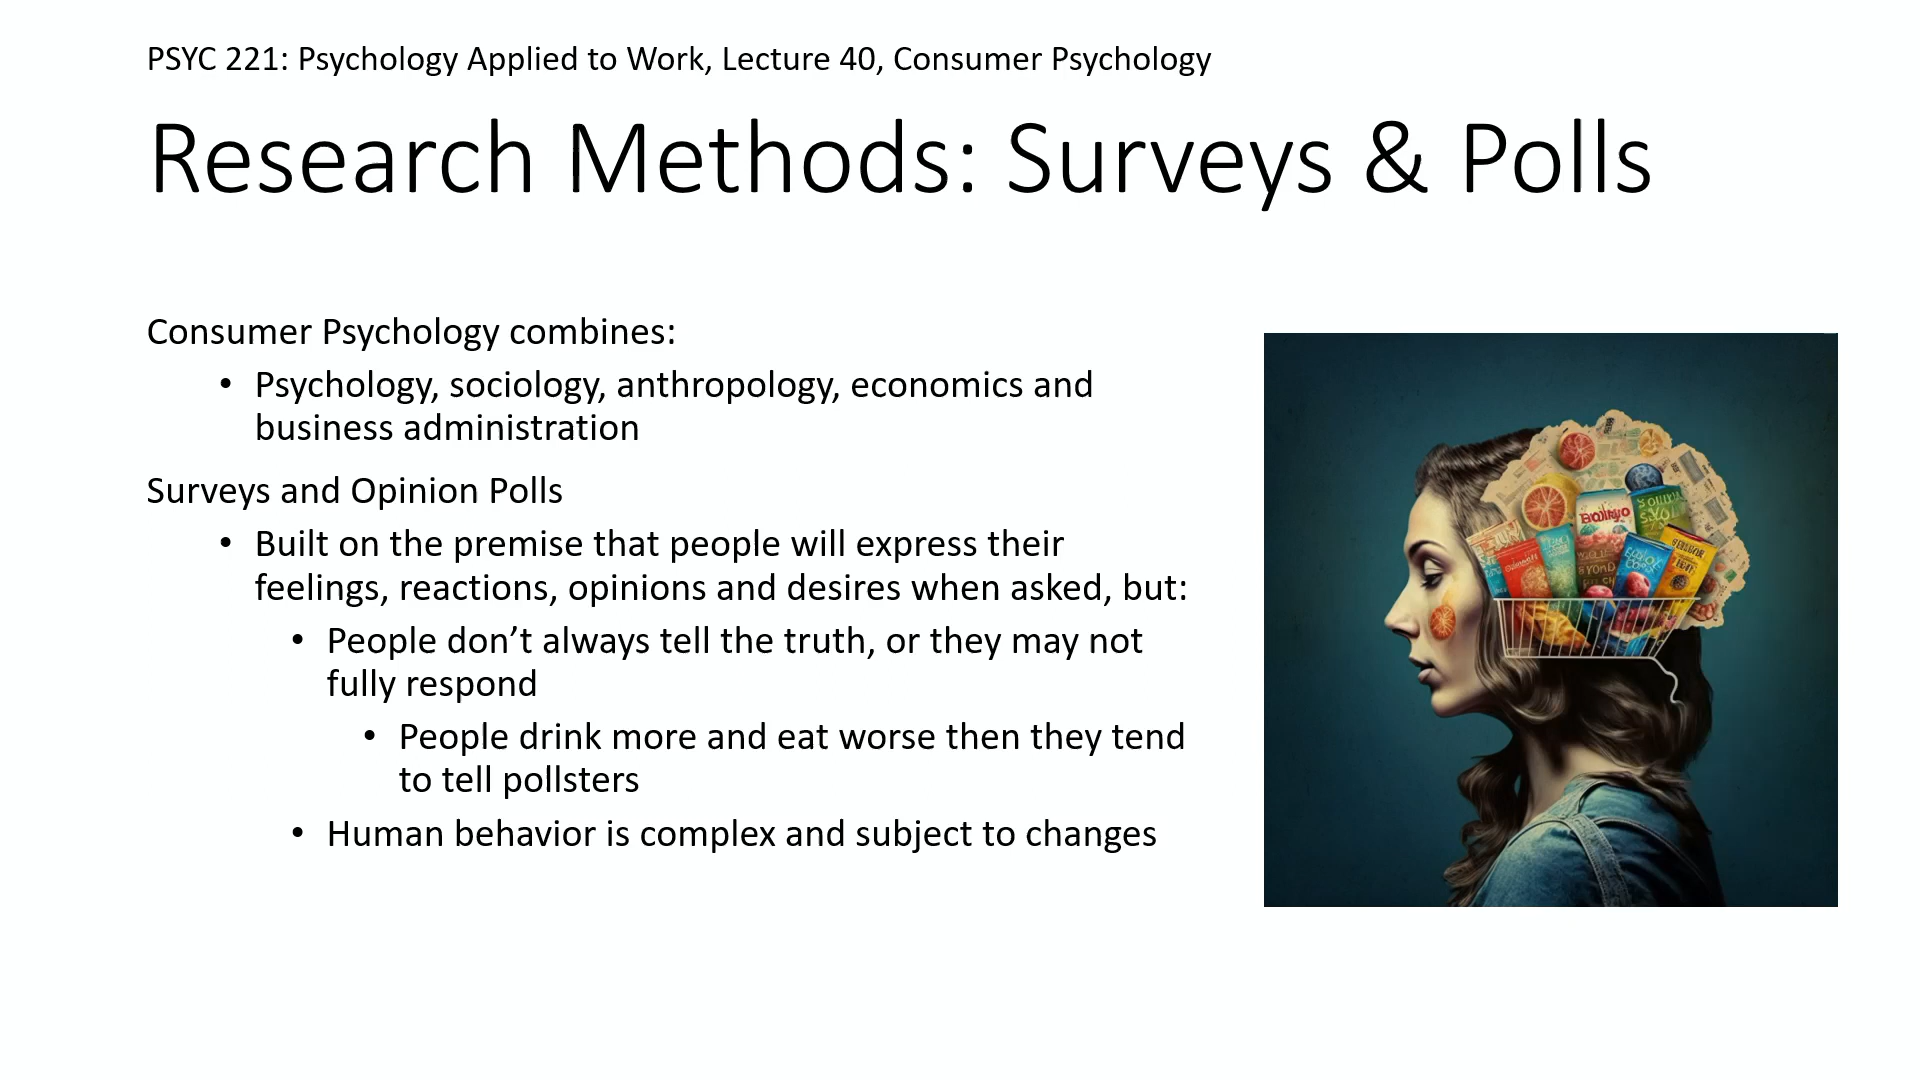 PSYC 221: Psychology Applied to Work, Lecture 40, Consumer Psychology
Research Methods: Surveys & Polls
Consumer Psychology combines:
• Psychology, sociology, anthropology, economics and
business administration
Surveys and Opinion Polls
• Built on the premise that people will express their
feelings, reactions, opinions and desires when asked, but:
• People don’t always tell the truth, or they may not
fully respond
• People drink more and eat worse then they tend
to tell pollsters
• Human behavior is complex and subject to changes